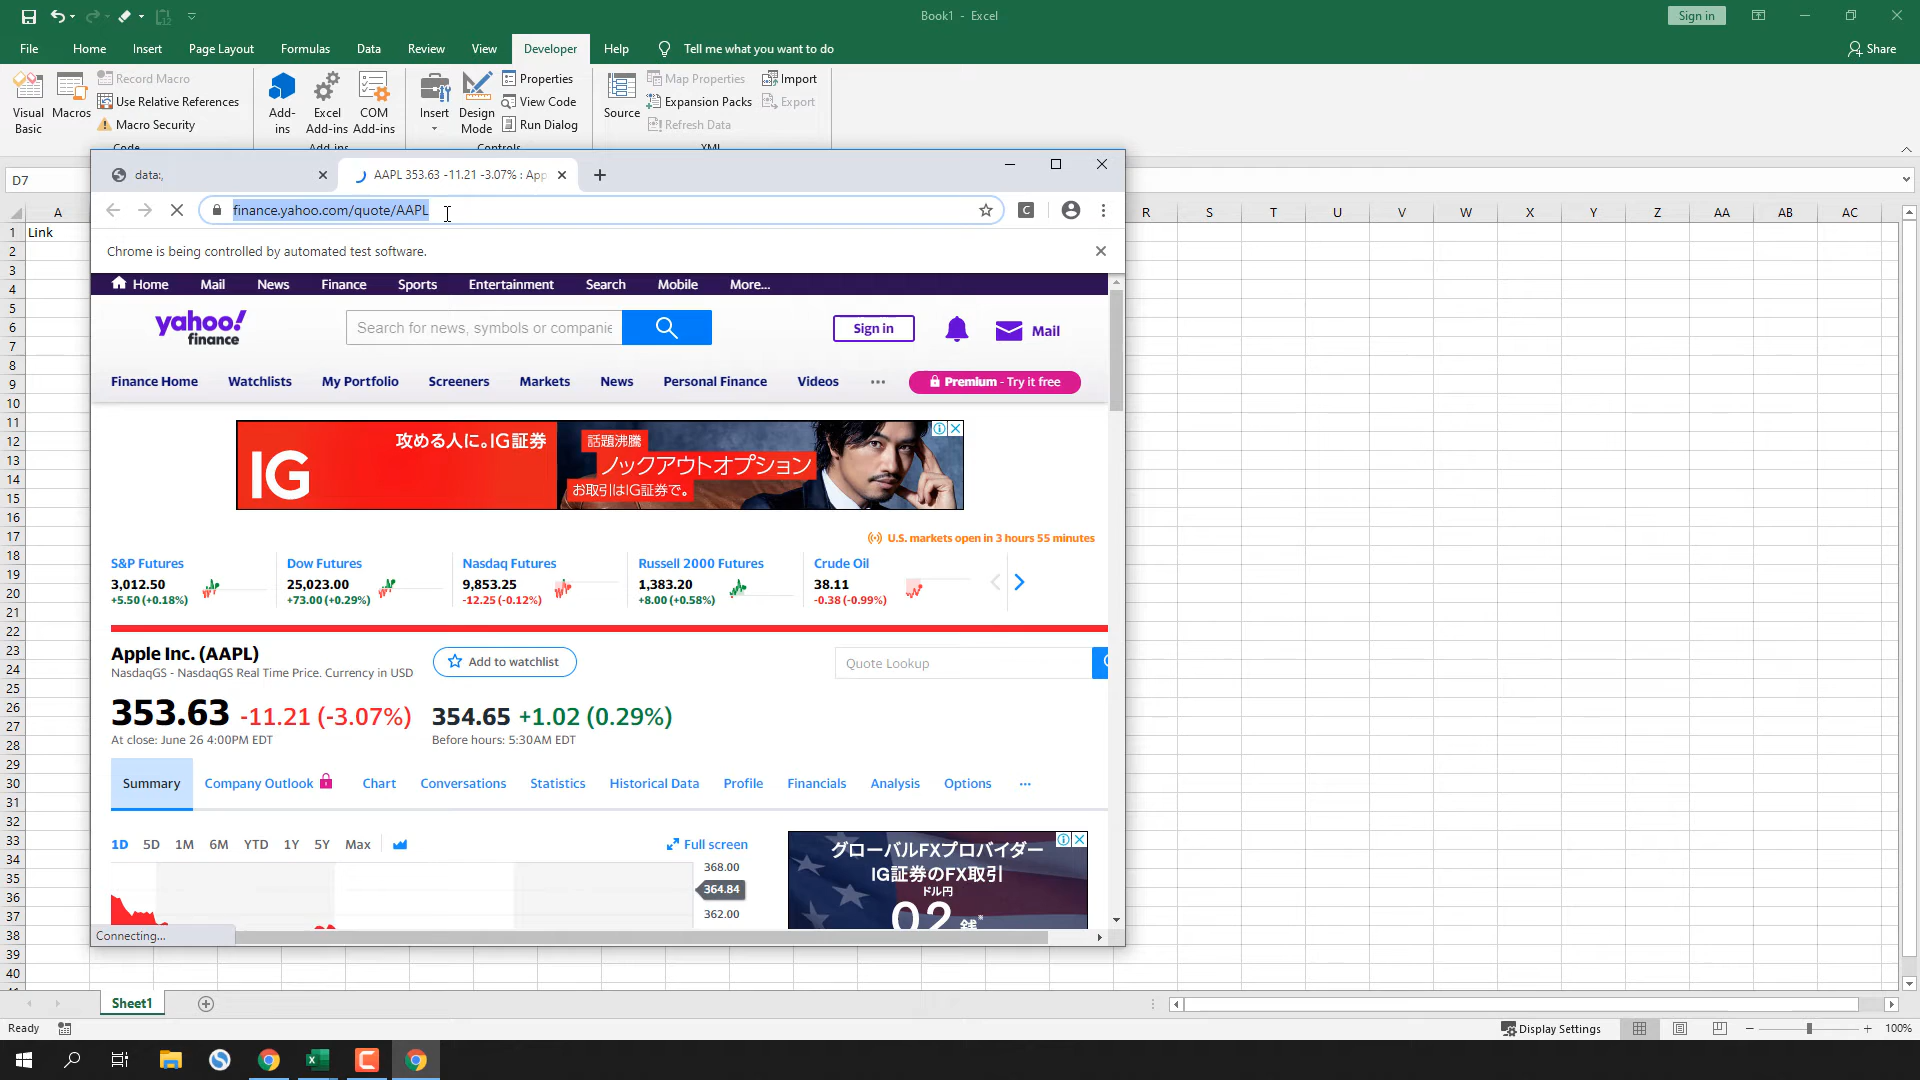 Book1 - Excel
Sign in
File Home Insert Page Layout Formulas Data Review View Developer Help Tell me what you want to do
Share
Visual Basic
Macros
Record Macro
Use Relative References
Macro Security
Code
Add-ins
Excel Add-ins
COM Add-ins
Add-ins
Insert
Design Mode
Properties
View Code
Run Dialog
Controls
Source
Map Properties
Expansion Packs
Refresh Data
Import
Export
XML
D7
data:,
AAPL 353.63 -11.21 -3.07% : App
finance.yahoo.com/quote/AAPL
C
Chrome is being controlled by automated test software.
A R S T U V W X Y Z AA AB AC
1 Link
2
3
4
5
6
7
8
9
10
11
12
13
14
15
16
17
18
19
20
21
22
23
24
25
26
27
28
29
30
31
32
33
34
35
36
37
38
39
40
Home Mail News Finance Sports Entertainment Search Mobile More...
yahoo!
finance
Search for news, symbols or companie
Sign in
Mail
Finance Home Watchlists My Portfolio Screeners Markets News Personal Finance Videos ... Premium - Try it free
IG
攻める人に。IG証券
話題沸騰
ノックアウトオプション
お取引はIG証券で。
U.S. markets open in 3 hours 55 minutes
S&P Futures
3,012.50
+5.50 (+0.18%)
Dow Futures
25,023.00
+73.00 (+0.29%)
Nasdaq Futures
9,853.25
-12.25 (-0.12%)
Russell 2000 Futures
1,383.20
+8.00 (+0.58%)
Crude Oil
38.11
-0.38 (-0.99%)
Apple Inc. (AAPL)
NasdaqGS - NasdaqGS Real Time Price. Currency in USD
Add to watchlist
Quote Lookup
353.63 -11.21 (-3.07%)
At close: June 26 4:00PM EDT
354.65 +1.02 (0.29%)
Before hours: 5:30AM EDT
Summary Company Outlook Chart Conversations Statistics Historical Data Profile Financials Analysis Options ...
1D 5D 1M 6M YTD 1Y 5Y Max
Full screen
368.00
364.84
362.00
グローバルFXプロバイダー
IG証券のFX取引
ドル円
02 銭※
Connecting...
Sheet1
Ready
Display Settings
100%